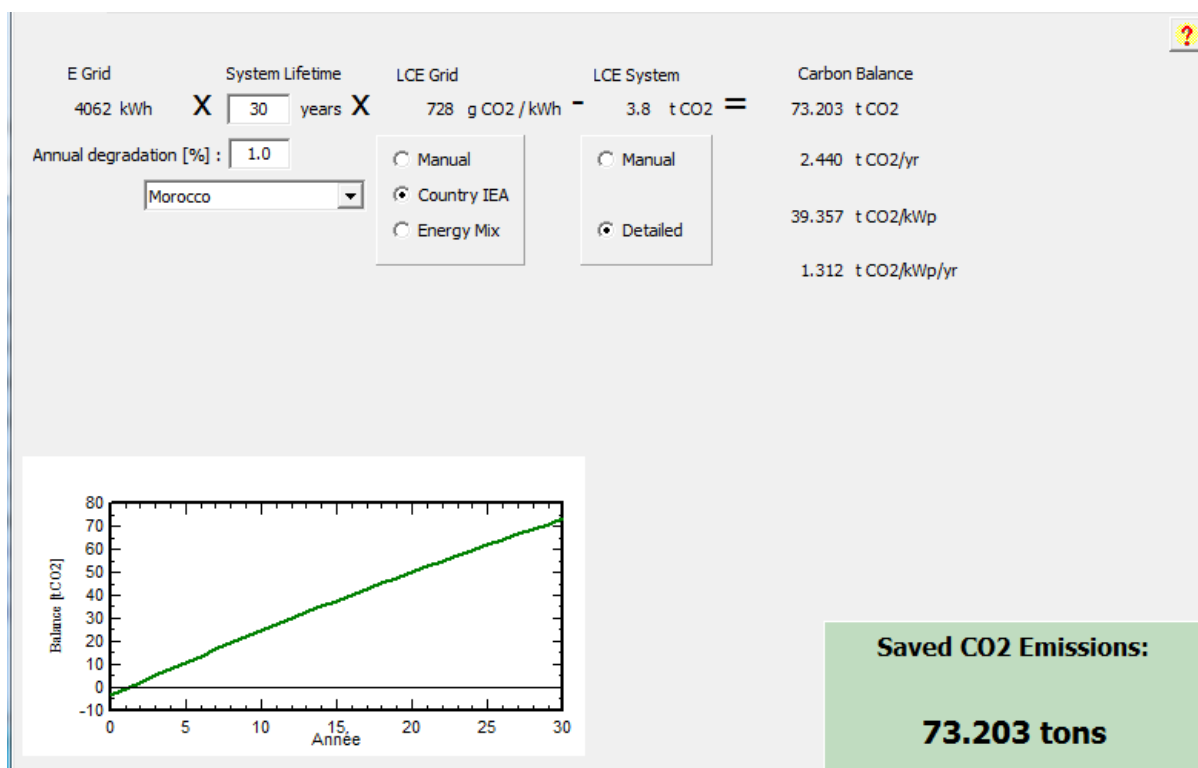 ?
E Grid System Lifetime LCE Grid LCE System Carbon Balance
4062 kWh X 30 years X 728 g CO2 / kWh - 3.8 t CO2 = 73.203 t CO2
Annual degradation [%] : 1.0 Manual Manual 2.440 t CO2/yr
Morocco Country IEA
39.357 t CO2/kWp
Energy Mix Detailed
1.312 t CO2/kWp/yr
80
70
60
50
40
30
20
10
0
-10
Balance [tCO2]
0 5 10 15 20 25 30
Année
Saved CO2 Emissions:
73.203 tons